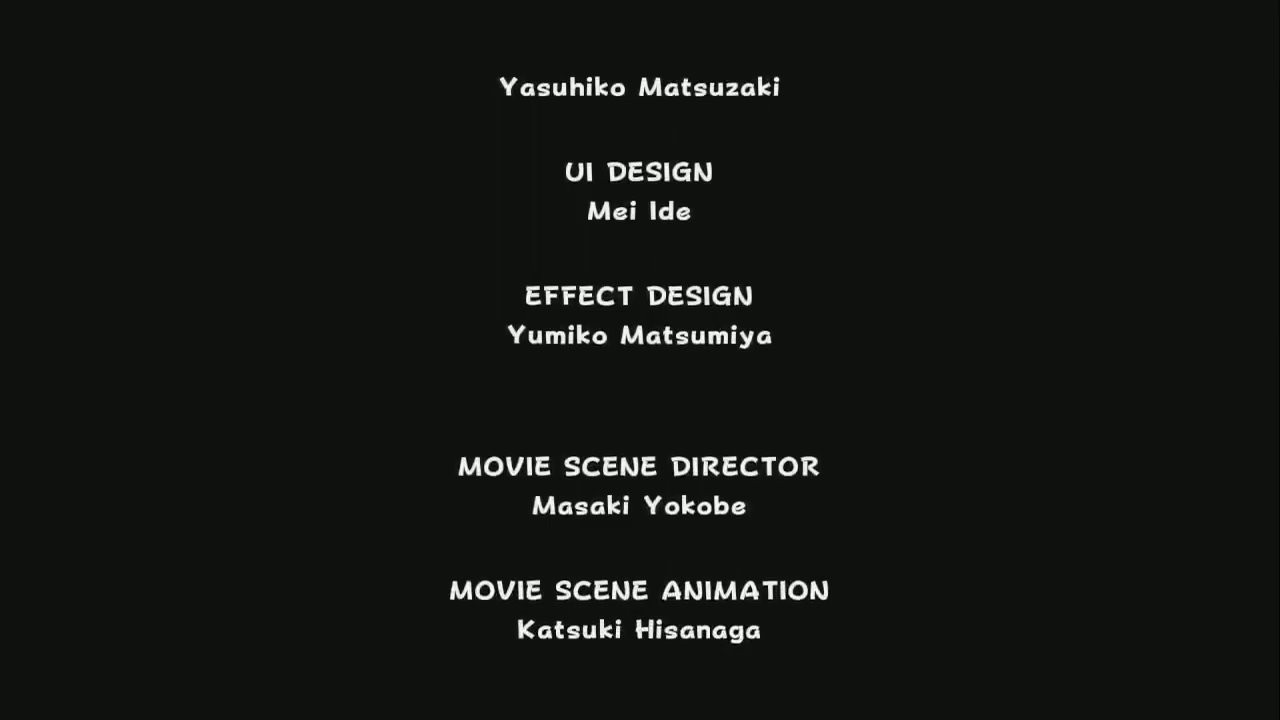 Yasuhiko Matsuzaki
UI DESIGN
Mei Ide
EFFECT DESIGN
Yumiko Matsumiya
MOVIE SCENE DIRECTOR
Masaki Yokobe
MOVIE SCENE ANIMATION
Katsuki Hisanaga